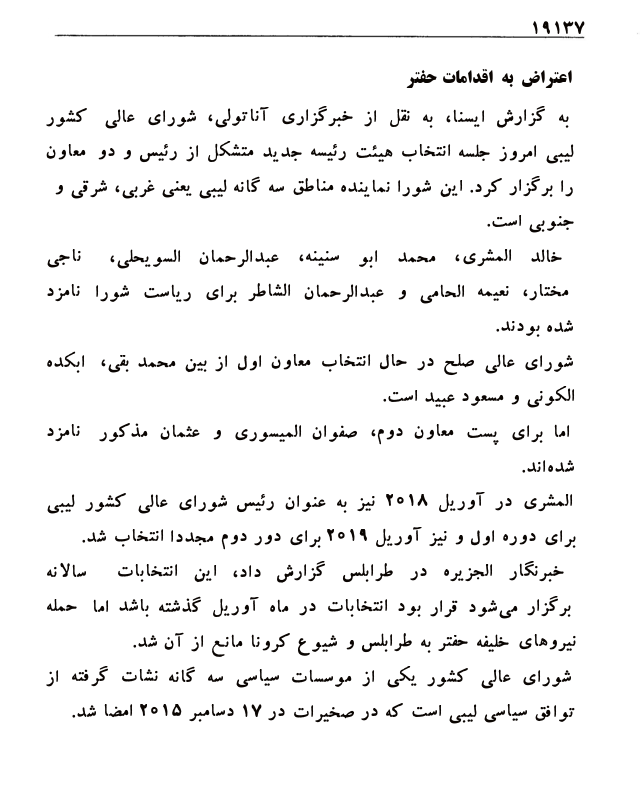 ۱۹۱۳۷
اعتراض به اقدامات حفتر
به گزارش ایسنا، به نقل از خبرگزاری آناتولی، شورای عالی کشور
لیبی امروز جلسه انتخاب هیئت رئیسه جدید متشکل از رئیس و دو معاون
را برگزار کرد. این شورا نماینده مناطق سه گانه لیبی یعنی غربی، شرقی و
جنوبی است.
خالد المشری، محمد ابو سنینه، عبدالرحمان السویحلی، ناجی
مختار، نعیمه الحامی و عبدالرحمان الشاطر برای ریاست شورا نامزد
شده بودند.
شورای عالی صلح در حال انتخاب معاون اول از بین محمد بقی، ابکده
الکونی و مسعود عبید است.
اما برای پست معاون دوم، صفوان المیسوری و عثمان مذکور نامزد
شده‌اند.
المشری در آوریل ۲۰۱۸ نیز به عنوان رئیس شورای عالی کشور لیبی
برای دوره اول و نیز آوریل ۲۰۱۹ برای دور دوم مجددا انتخاب شد.
خبرنگار الجزیره در طرابلس گزارش داد، این انتخابات سالانه
برگزار می‌شود قرار بود انتخابات در ماه آوریل گذشته باشد اما حمله
نیروهای خلیفه حفتر به طرابلس و شیوع کرونا مانع از آن شد.
شورای عالی کشور یکی از موسسات سیاسی سه گانه نشات گرفته از
توافق سیاسی لیبی است که در صخیرات در ۱۷ دسامبر ۲۰۱۵ امضا شد.